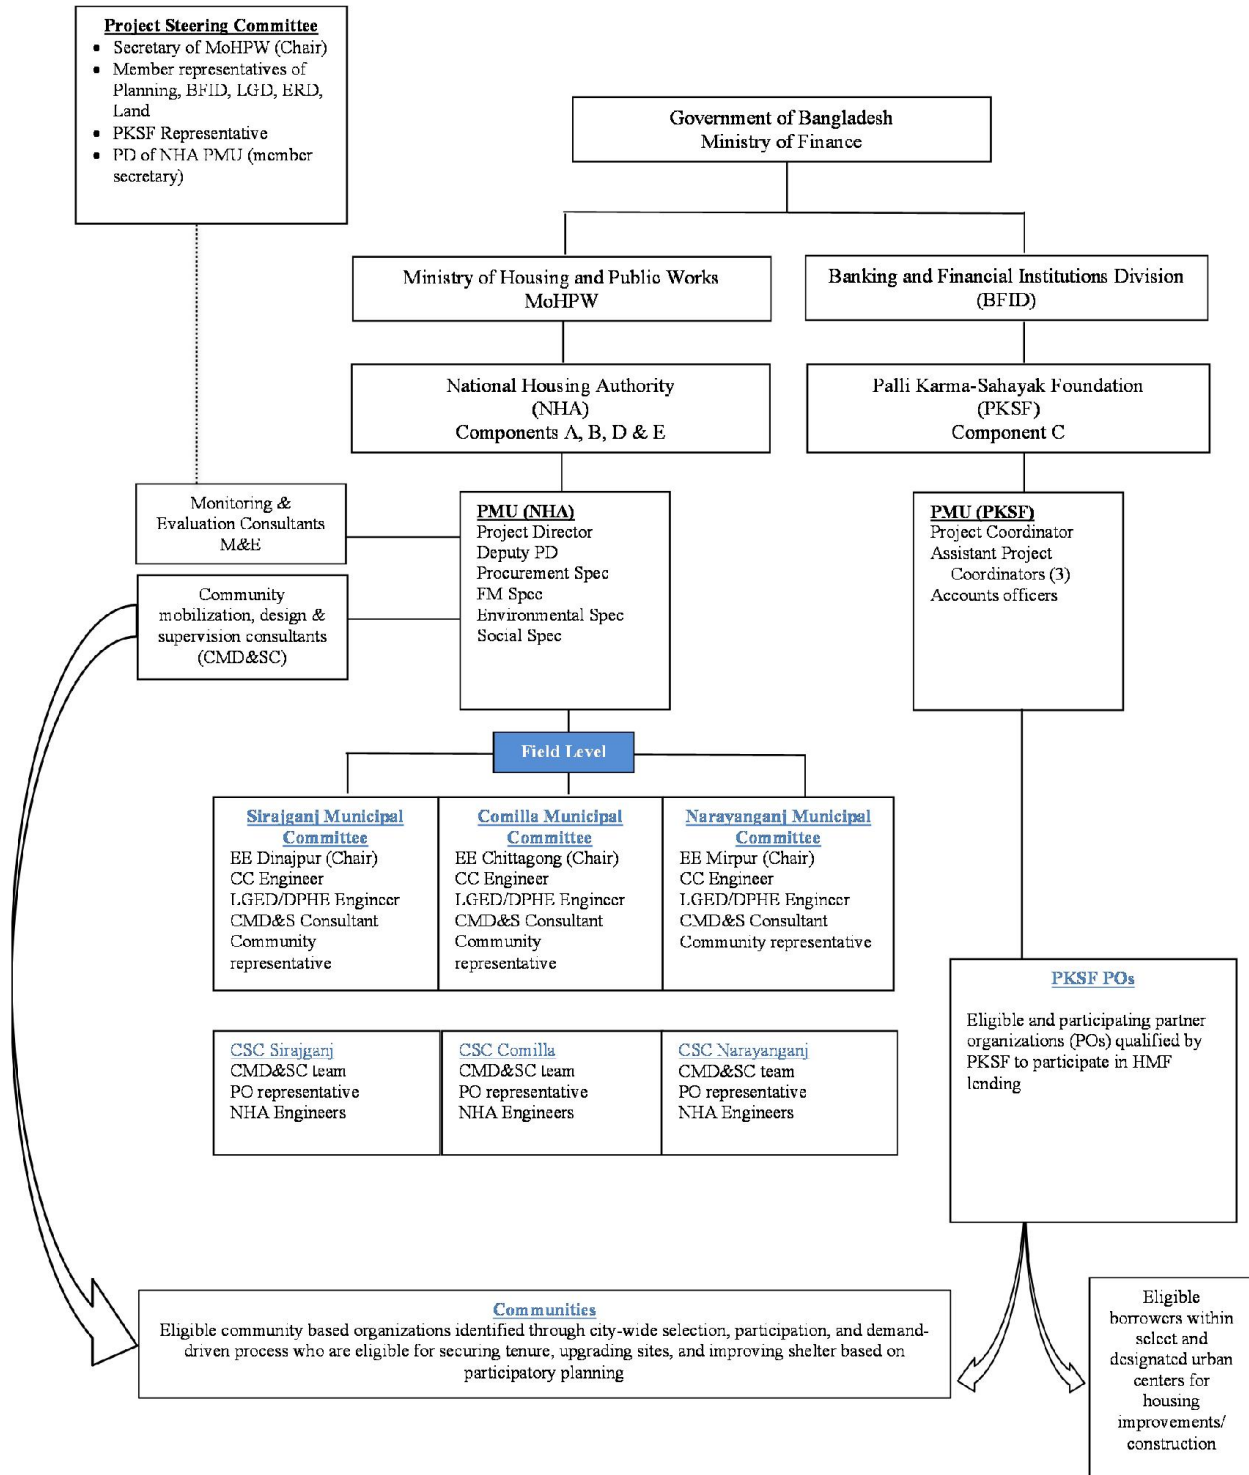 Project Steering Committee
• Secretary of MoHPW (Chair)
• Member representatives of
Planning, BFID, LGD, ERD,
Land
• PKSF Representative
• PD of NHA PMU (member
secretary)
Government of Bangladesh
Ministry of Finance
Ministry of Housing and Public Works
MoHPW
Banking and Financial Institutions Division
(BFID)
National Housing Authority
(NHA)
Components A, B, D & E
Palli Karma-Sahayak Foundation
(PKSF)
Component C
Monitoring &
Evaluation Consultants
M&E
Community
mobilization, design &
supervision consultants
(CMD&SC)
PMU (NHA)
Project Director
Deputy PD
Procurement Spec
FM Spec
Environmental Spec
Social Spec
PMU (PKSF)
Project Coordinator
Assistant Project
Coordinators (3)
Accounts officers
Field Level
Sirajganj Municipal
Committee
EE Dinajpur (Chair)
CC Engineer
LGED/DPHE Engineer
CMD&S Consultant
Community
representative
Comilla Municipal
Committee
EE Chittagong (Chair)
CC Engineer
LGED/DPHE Engineer
CMD&S Consultant
Community
representative
Narayanganj Municipal
Committee
EE Mirpur (Chair)
CC Engineer
LGED/DPHE Engineer
CMD&S Consultant
Community representative
PKSF POs
Eligible and participating partner
organizations (POs) qualified by
PKSF to participate in HMF
lending
CSC Sirajganj
CMD&SC team
PO representative
NHA Engineers
CSC Comilla
CMD&SC team
PO representative
NHA Engineers
CSC Narayanganj
CMD&SC team
PO representative
NHA Engineers
Communities
Eligible community based organizations identified through city-wide selection, participation, and demand-
driven process who are eligible for securing tenure, upgrading sites, and improving shelter based on
participatory planning
Eligible
borrowers within
select and
designated urban
centers for
housing
improvements/
construction